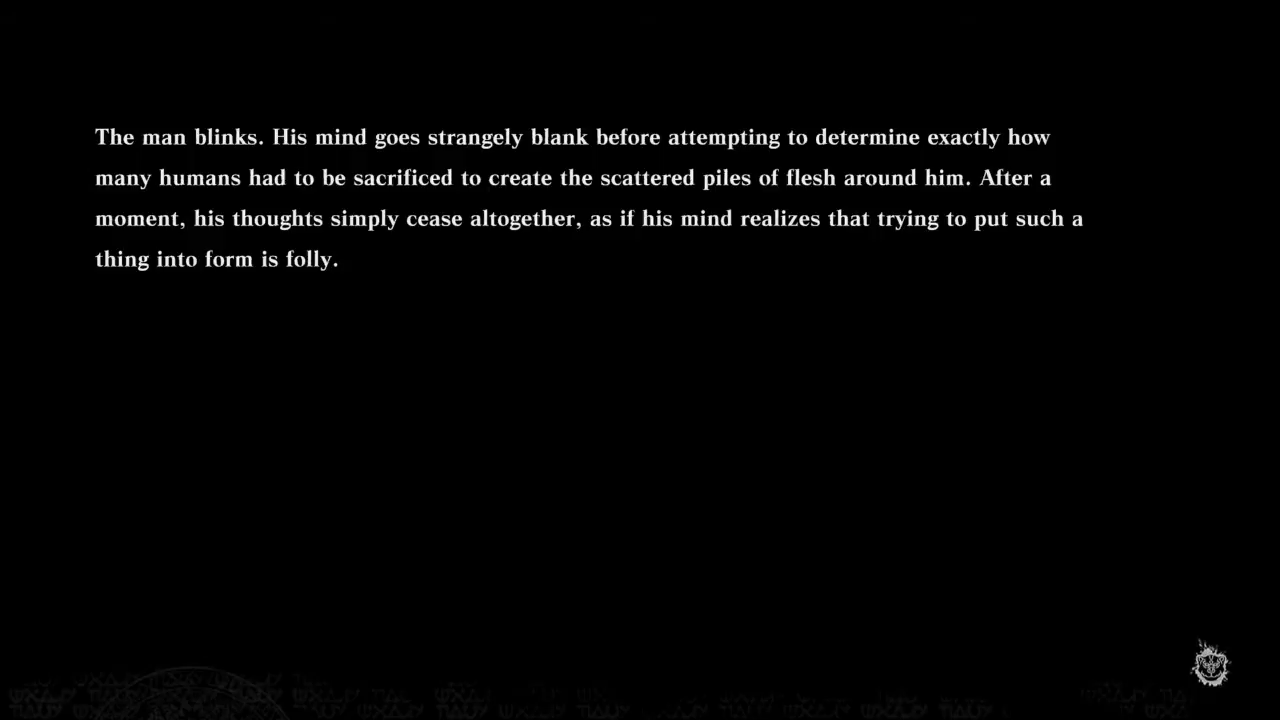 The man blinks. His mind goes strangely blank before attempting to determine exactly how
many humans had to be sacrificed to create the scattered piles of flesh around him. After a
moment, his thoughts simply cease altogether, as if his mind realizes that trying to put such a
thing into form is folly.